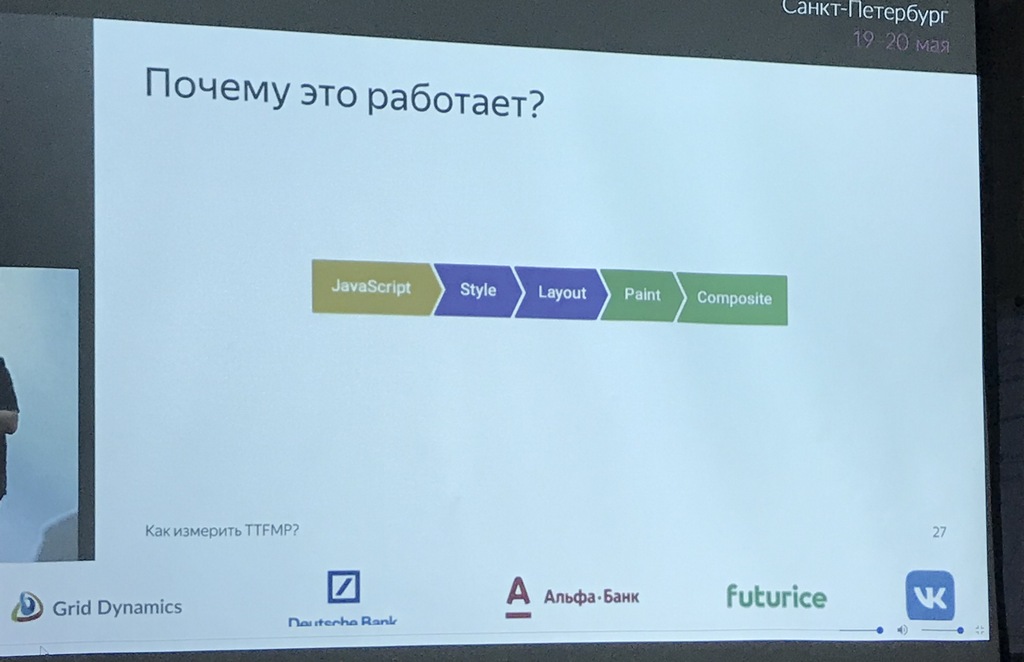 Санкт-Петербург
19-20 мая
Почему это работает?
JavaScript Style Layout Paint Composite
Как измерить TTFMP?
27
Grid Dynamics
Deutsche Bank
Альфа·Банк
futurice
VK